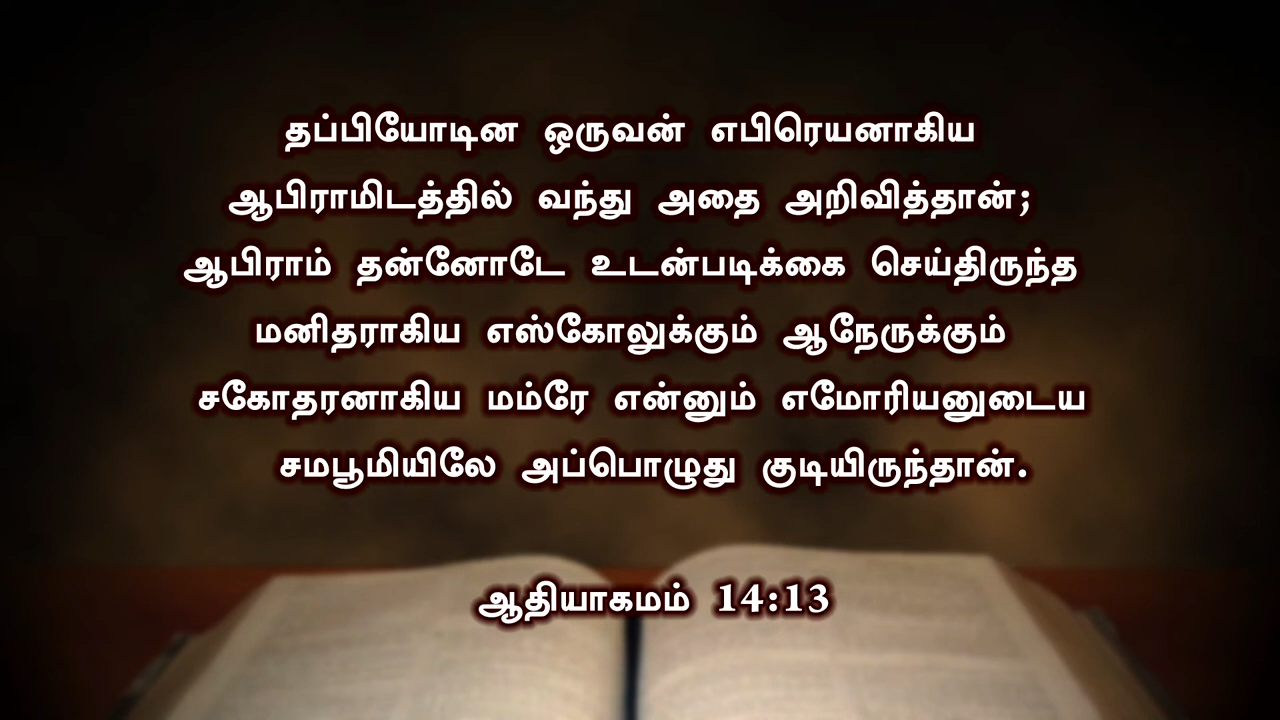 தப்பியோடின ஒருவன் எபிரெயனாகிய
ஆபிராமிடத்தில் வந்து அதை அறிவித்தான்;
ஆபிராம் தன்னோடே உடன்படிக்கை செய்திருந்த
மனிதராகிய எஸ்கோலுக்கும் ஆநேருக்கும்
சகோதரனாகிய மம்ரே என்னும் எமோரியனுடைய
சமபூமியிலே அப்பொழுது குடியிருந்தான்.
ஆதியாகமம் 14:13